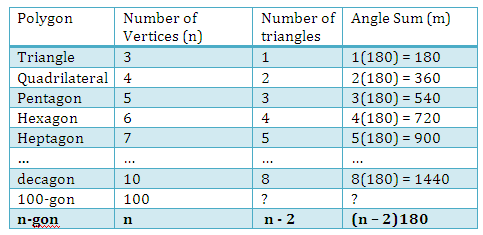 Polygon Number of Number of Angle Sum (m)
Vertices (n) triangles
Triangle 3 1 1(180) = 180
Quadrilateral 4 2 2(180) = 360
Pentagon 5 3 3(180) = 540
Hexagon 6 4 4(180) = 720
Heptagon 7 5 5(180) = 900
... ... ... ...
decagon 10 8 8(180) = 1440
100-gon 100 ? ?
n-gon n n - 2 (n – 2)180